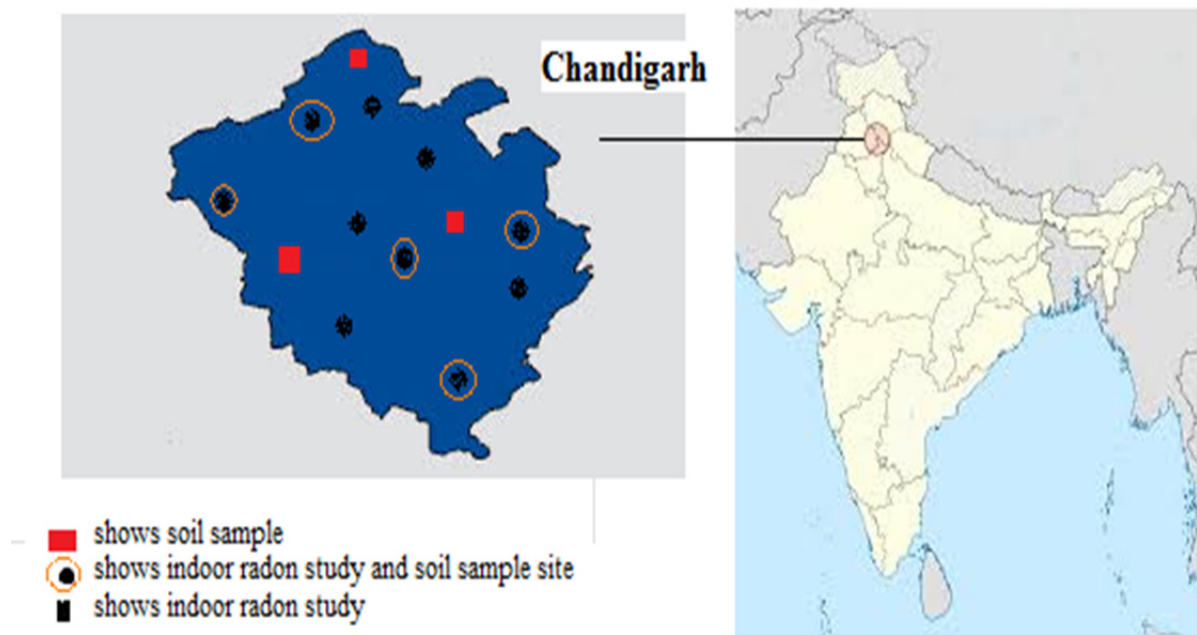 Chandigarh
shows soil sample
shows indoor radon study and soil sample site
shows indoor radon study